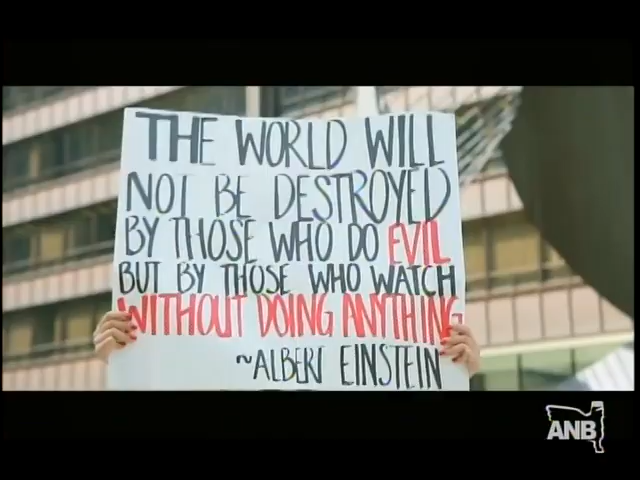 THE WORLD WILL
NOT BE DESTROYED
BY THOSE WHO DO EVIL
BUT BY THOSE WHO WATCH
WITHOUT DOING ANYTHING
~ALBERT EINSTEIN
ANB